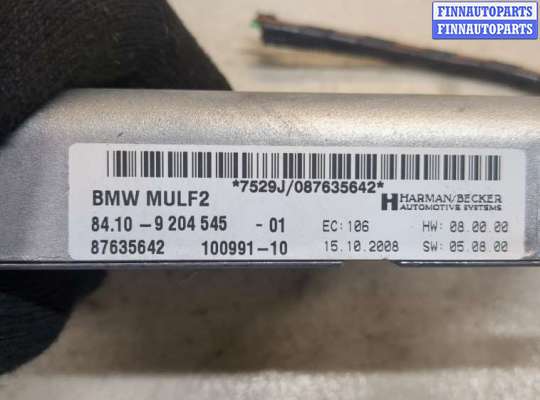 FINNAUTOPARTS
FINNAUTOPARTS
FINNAUTOPARTS
*7529J/087635642*
BMW MULF2
HARMAN/BECKER
AUTOMOTIVE SYSTEMS
84.10-9 204 545 -01 EC: 106 HW: 08.00.00
87635642 100991-10 15.10.2008 SW: 05.08.00